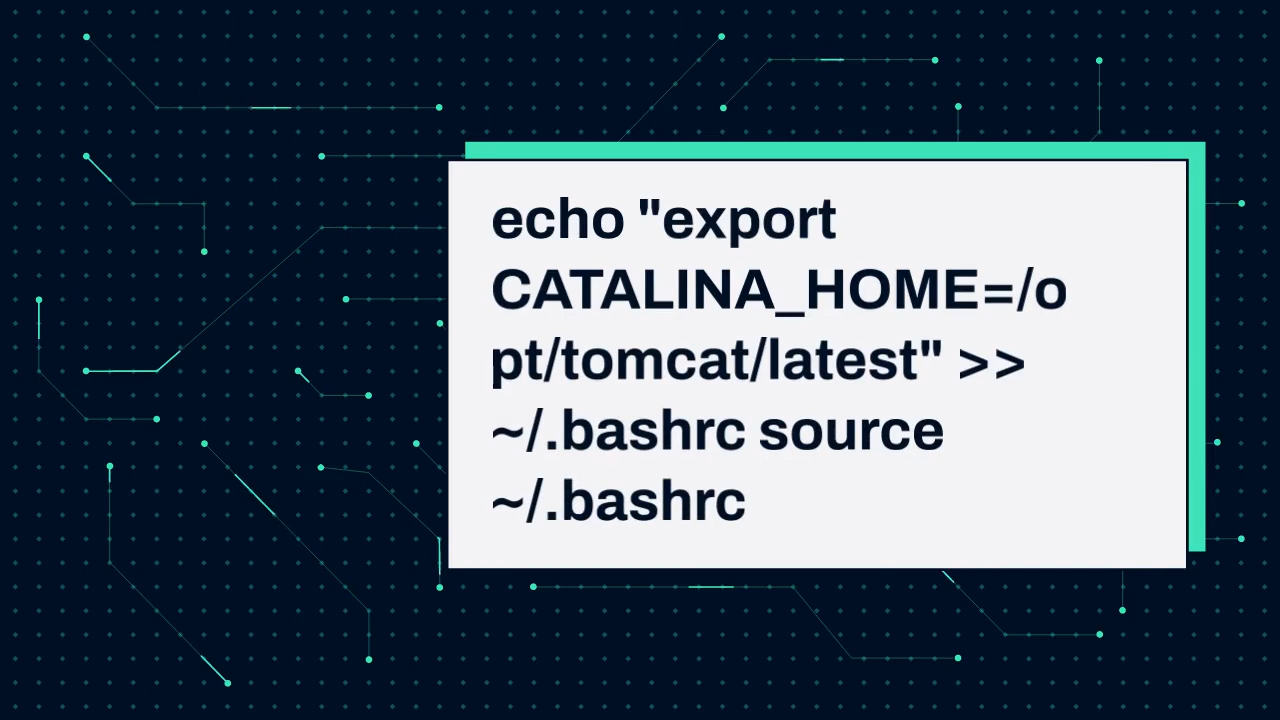 echo "export
CATALINA_HOME=/o
pt/tomcat/latest" >>
~/.bashrc source
~/.bashrc